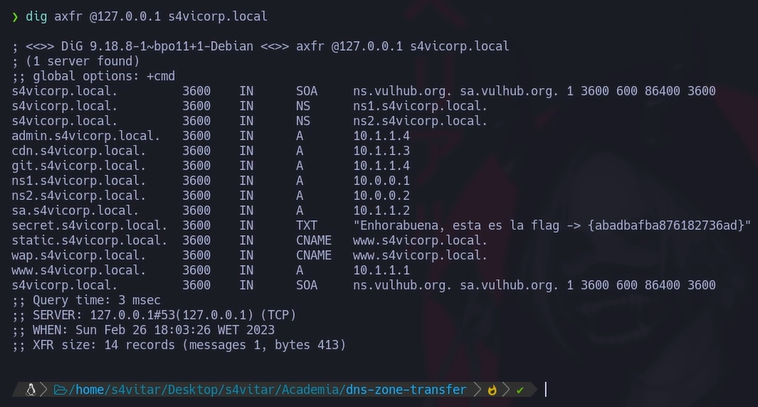 ❯ dig axfr @127.0.0.1 s4vicorp.local
; <<>> DiG 9.18.8-1~bpo11+1-Debian <<>> axfr @127.0.0.1 s4vicorp.local
; (1 server found)
;; global options: +cmd
s4vicorp.local. 3600 IN SOA ns.vulhub.org. sa.vulhub.org. 1 3600 600 86400 3600
s4vicorp.local. 3600 IN NS ns1.s4vicorp.local.
s4vicorp.local. 3600 IN NS ns2.s4vicorp.local.
admin.s4vicorp.local. 3600 IN A 10.1.1.4
cdn.s4vicorp.local. 3600 IN A 10.1.1.3
git.s4vicorp.local. 3600 IN A 10.1.1.4
ns1.s4vicorp.local. 3600 IN A 10.0.0.1
ns2.s4vicorp.local. 3600 IN A 10.0.0.2
sa.s4vicorp.local. 3600 IN A 10.1.1.2
secret.s4vicorp.local. 3600 IN TXT "Enhorabuena, esta es la flag -> {abadbafba876182736ad}"
static.s4vicorp.local. 3600 IN CNAME www.s4vicorp.local.
wap.s4vicorp.local. 3600 IN CNAME www.s4vicorp.local.
www.s4vicorp.local. 3600 IN A 10.1.1.1
s4vicorp.local. 3600 IN SOA ns.vulhub.org. sa.vulhub.org. 1 3600 600 86400 3600
;; Query time: 3 msec
;; SERVER: 127.0.0.1#53(127.0.0.1) (TCP)
;; WHEN: Sun Feb 26 18:03:26 WET 2023
;; XFR size: 14 records (messages 1, bytes 413)
/home/s4vitar/Desktop/s4vitar/Academia/dns-zone-transfer